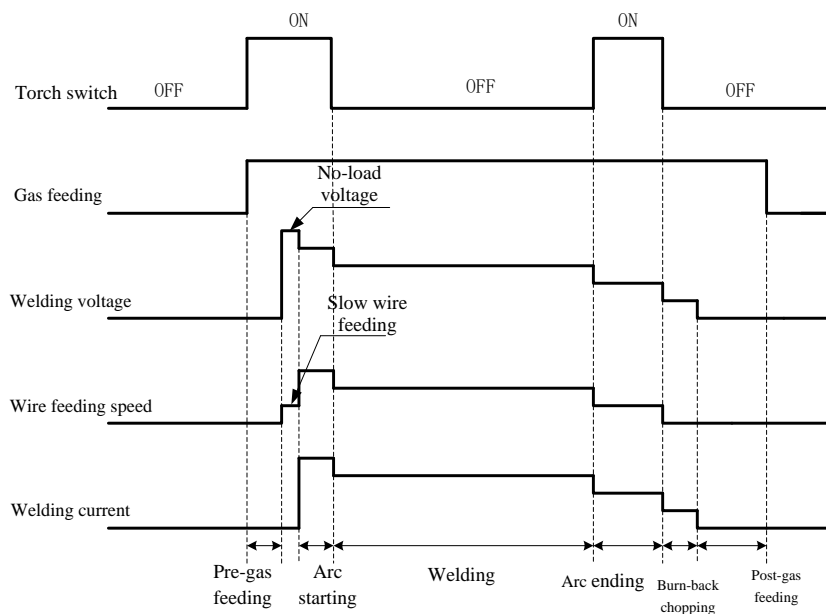 ON
ON
OFF
OFF
OFF
Torch switch
No-load
voltage
Gas feeding
Slow wire
feeding
Welding voltage
Wire feeding speed
Welding current
Pre-gas
feeding
Arc
starting
Welding
Arc ending
Burn-back
chopping
Post-gas
feeding